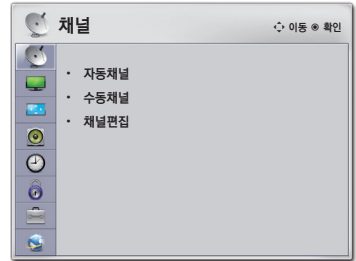 채널
이동 ◉ 확인
• 자동채널
• 수동채널
• 채널편집